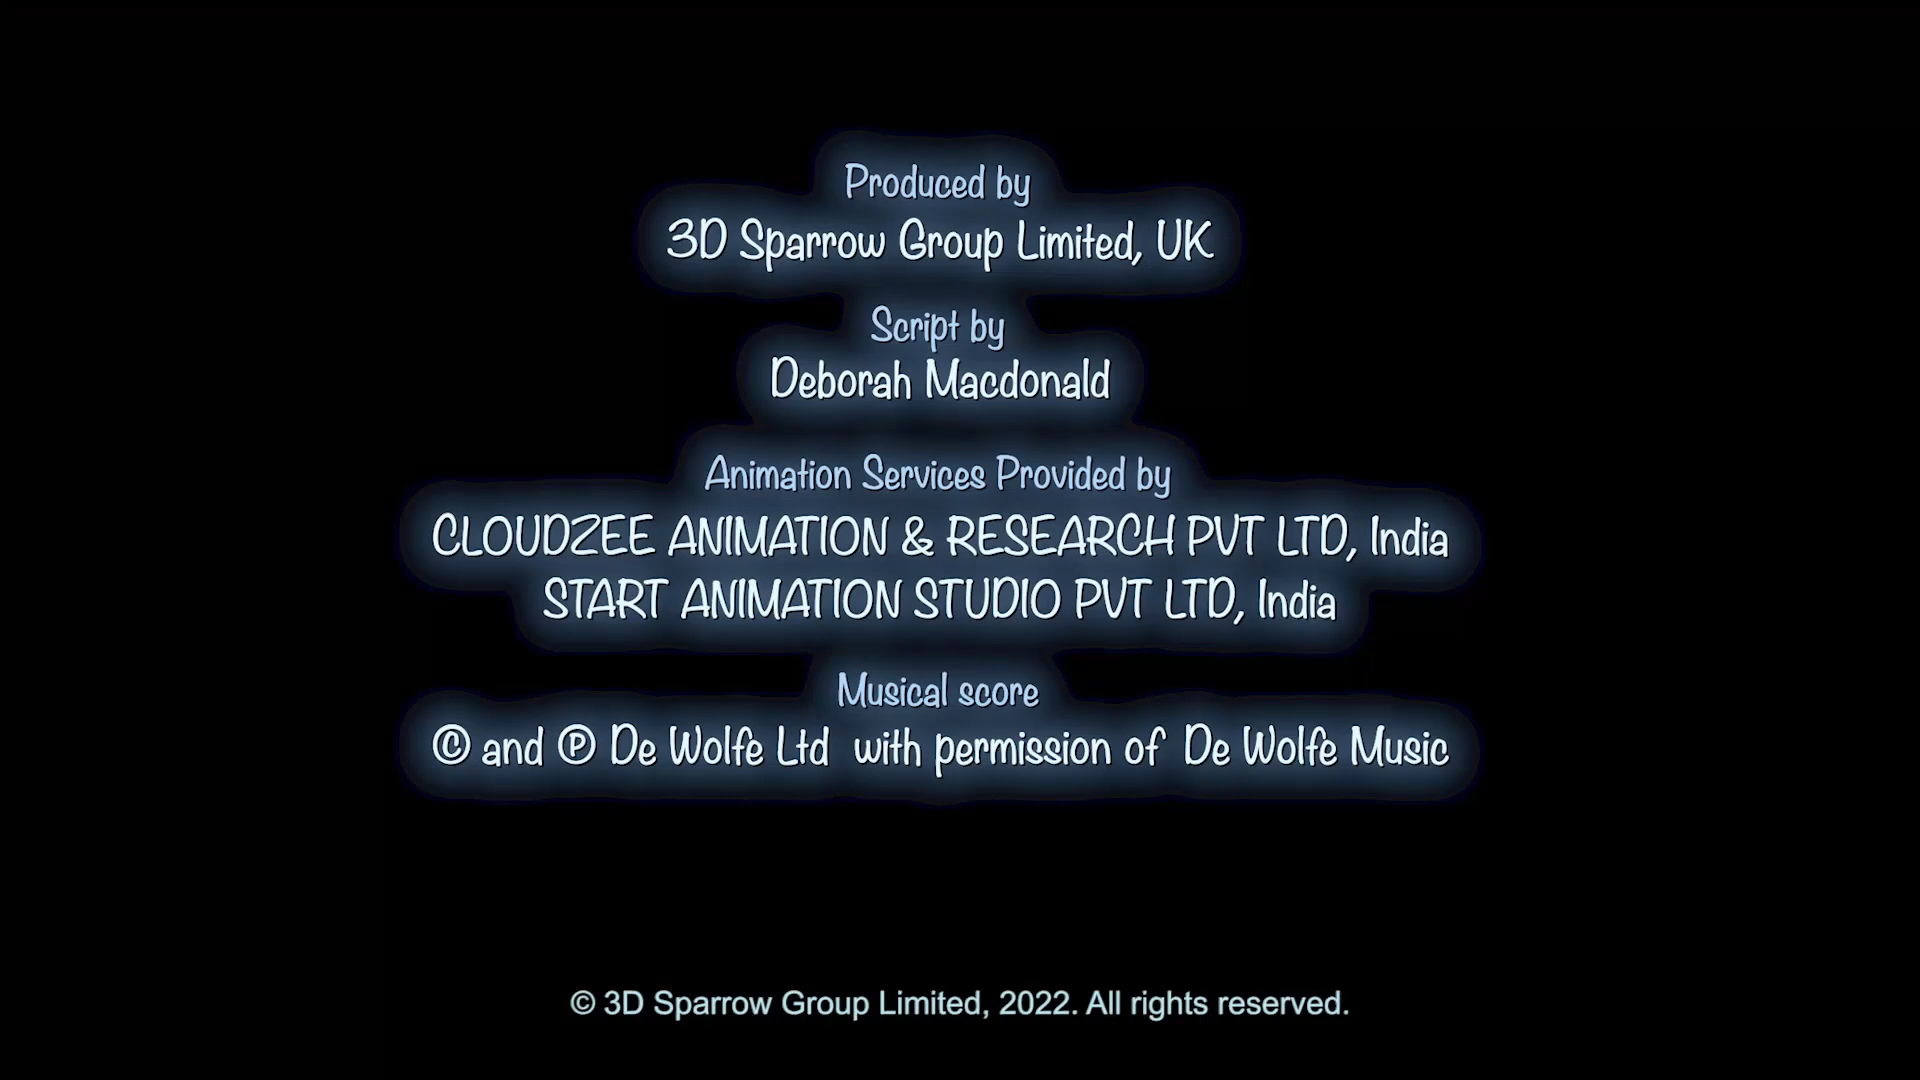 Produced by
3D Sparrow Group Limited, UK
Script by
Deborah Macdonald
Animation Services Provided by
CLOUDZEE ANIMATION & RESEARCH PVT LTD, India
START ANIMATION STUDIO PVT LTD, India
Musical score
© and ℗ De Wolfe Ltd with permission of De Wolfe Music
© 3D Sparrow Group Limited, 2022. All rights reserved.